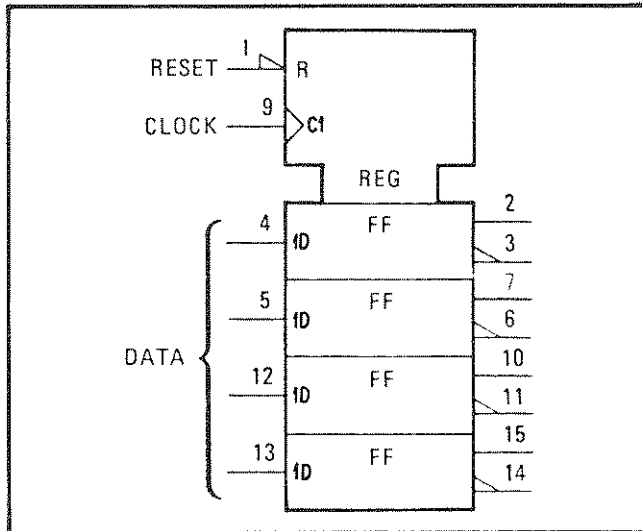 1
RESET R
9
CLOCK C1
REG
4 FF 2
1D 3
5 FF 7
1D 6
DATA
12 FF 10
1D 11
13 FF 15
1D 14